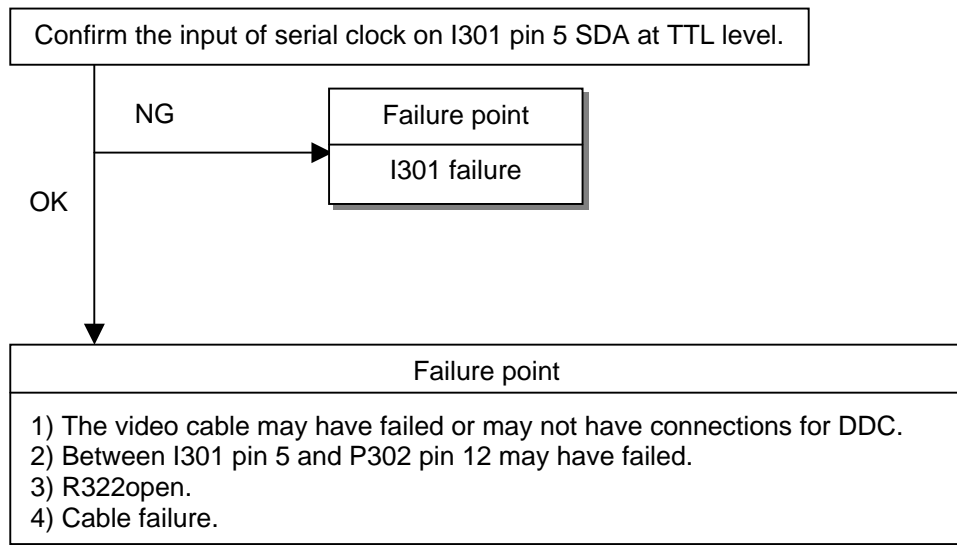 Confirm the input of serial clock on I301 pin 5 SDA at TTL level.
NG
Failure point
I301 failure
OK
Failure point
1) The video cable may have failed or may not have connections for DDC.
2) Between I301 pin 5 and P302 pin 12 may have failed.
3) R322open.
4) Cable failure.